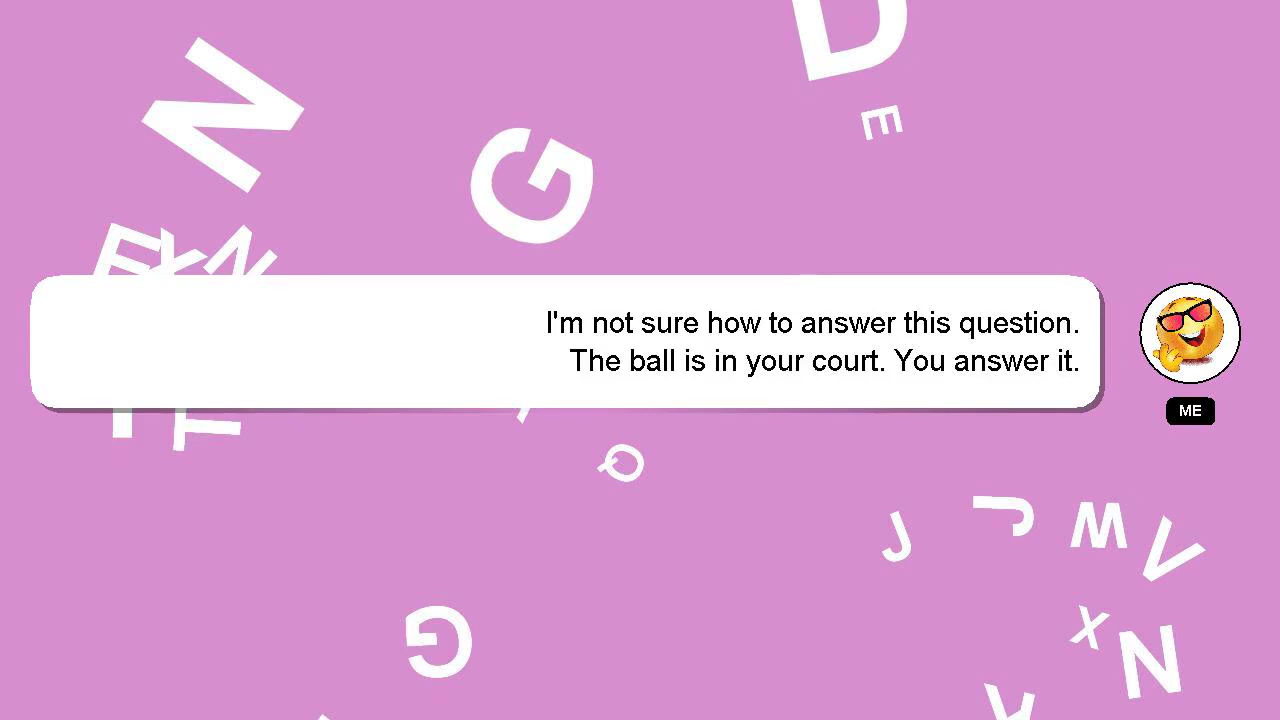 N
D
E
G
E
X
N
I'm not sure how to answer this question.
The ball is in your court. You answer it.
ME
T
Q
J
J
W
V
G
X
N